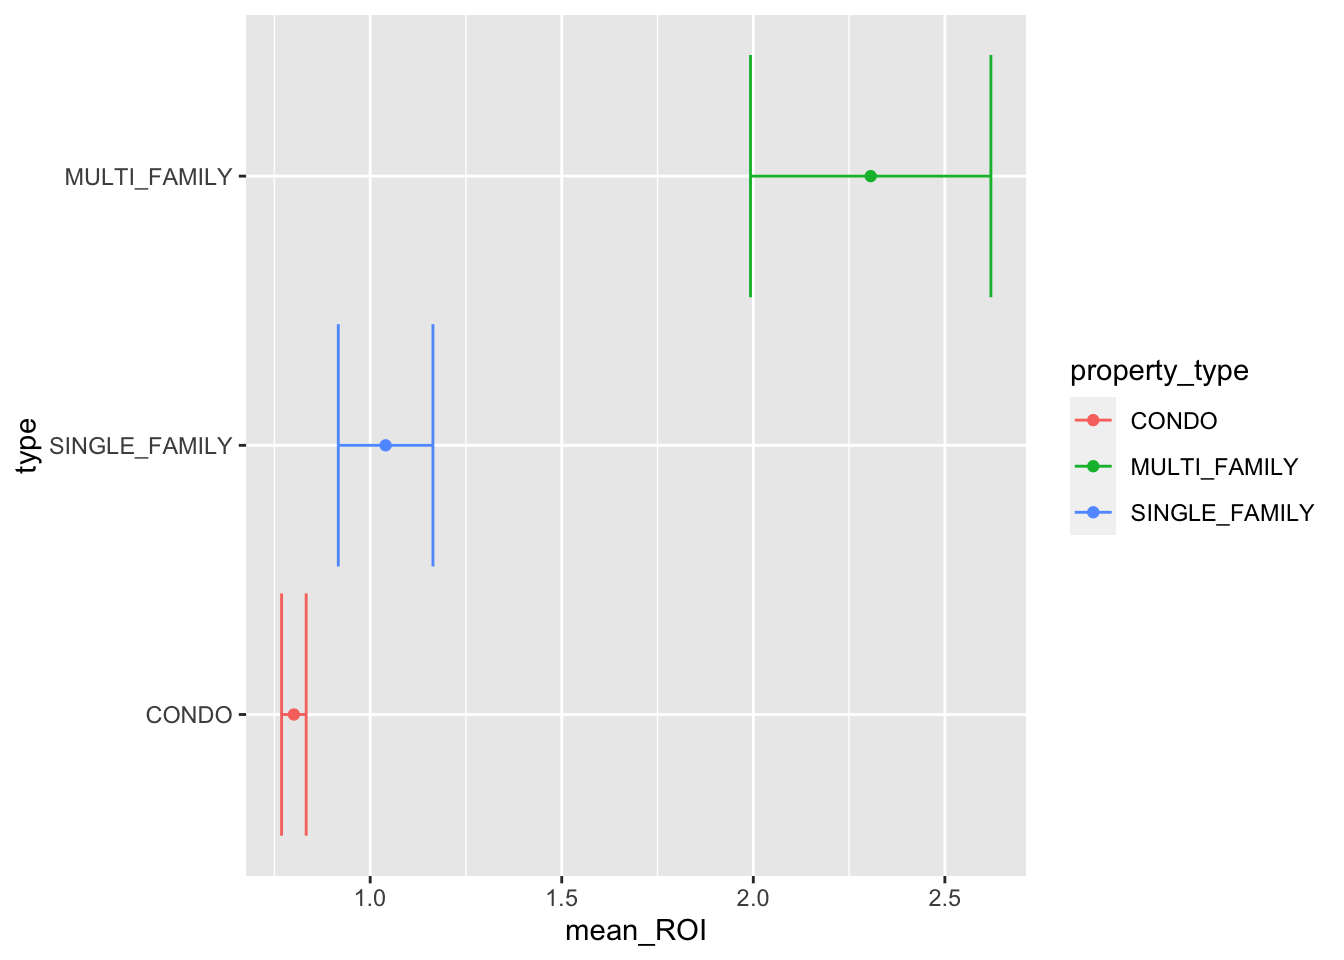 MULTI_FAMILY
SINGLE_FAMILY
CONDO
type
1.0 1.5 2.0 2.5
mean_ROI
property_type
CONDO
MULTI_FAMILY
SINGLE_FAMILY